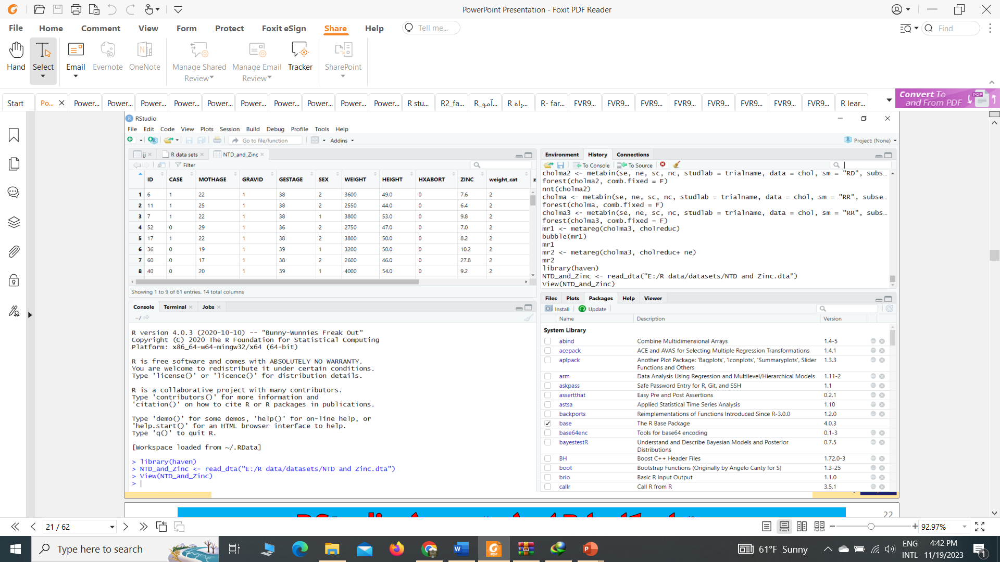 PowerPoint Presentation - Foxit PDF Reader
File Home Comment View Form Protect Foxit eSign Share Help Tell me... Find
Hand Select Email Evernote OneNote Manage Shared Review Manage Email Review Tracker SharePoint
Start Po... Power... Power... Power... Power... Power... Power... Power... Power... Power... Power... R stu... R2_fa... R_آمو... R راه... R- far... FVR9... FVR9... FVR9... FVR9... FVR9... FVR9... FVR9... FVR9... R lear...
Convert To and From PDF
PDF
RStudio
File Edit Code View Plots Session Build Debug Profile Tools Help
Go to file/function Addins Project: (None)
jj R data sets NTD_and_Zinc
Filter
ID CASE MOTHAGE GRAVID GESTAGE SEX WEIGHT HEIGHT HXABORT ZINC weight_cat z
1 6 1 22 1 38 2 3600 49.0 0 7.6 2
2 11 1 25 1 38 2 2550 44.0 0 6.4 2
3 7 1 22 1 38 1 3800 53.0 0 9.8 2
4 52 0 29 1 36 2 2750 47.0 0 7.0 2
5 17 1 22 1 38 2 3800 50.0 0 8.2 2
6 36 0 19 1 39 1 3200 50.0 0 10.2 2
7 60 0 17 1 38 2 2600 46.0 0 27.8 2
8 40 0 20 1 39 1 4000 54.0 0 9.2 2
Showing 1 to 9 of 61 entries, 14 total columns
Console Terminal Jobs
~/
R version 4.0.3 (2020-10-10) -- "Bunny-Wunnies Freak Out"
Copyright (C) 2020 The R Foundation for Statistical Computing
Platform: x86_64-w64-mingw32/x64 (64-bit)
R is free software and comes with ABSOLUTELY NO WARRANTY.
You are welcome to redistribute it under certain conditions.
Type 'license()' or 'licence()' for distribution details.
R is a collaborative project with many contributors.
Type 'contributors()' for more information and
'citation()' on how to cite R or R packages in publications.
Type 'demo()' for some demos, 'help()' for on-line help, or
'help.start()' for an HTML browser interface to help.
Type 'q()' to quit R.
[Workspace loaded from ~/.RData]
> library(haven)
> NTD_and_Zinc <- read_dta("E:/R data/datasets/NTD and Zinc.dta")
> View(NTD_and_Zinc)
>
Environment History Connections
To Console To Source
cholma2 <- metabin(se, ne, sc, nc, studlab = trialname, data = chol, sm = "RD", subs...
forest(cholma2, comb.fixed = F)
nnt(cholma2)
cholma <- metabin(se, ne, sc, nc, studlab = trialname, data = chol, sm = "RR", subse...
forest(cholma, comb.fixed = F)
cholma3 <- metabin(se, ne, sc, nc, studlab = trialname, data = chol, sm = "RR", subs...
forest(cholma3, comb.fixed = F)
mr1 <- metareg(cholma3, cholreduc)
bubble(mr1)
mr1
mr2 <- metareg(cholma3, cholreduc+ ne)
mr2
library(haven)
NTD_and_Zinc <- read_dta("E:/R data/datasets/NTD and Zinc.dta")
View(NTD_and_Zinc)
Files Plots Packages Help Viewer
Install Update
Name Description Version
System Library
abind Combine Multidimensional Arrays 1.4-5
acepack ACE and AVAS for Selecting Multiple Regression Transformations 1.4.1
aplpack Another Plot Package: 'Bagplots', 'Iconplots', 'Summaryplots', Slider Functions and Others 1.3.3
arm Data Analysis Using Regression and Multilevel/Hierarchical Models 1.11-2
askpass Safe Password Entry for R, Git, and SSH 1.1
assertthat Easy Pre and Post Assertions 0.2.1
astsa Applied Statistical Time Series Analysis 1.10
backports Reimplementations of Functions Introduced Since R-3.0.0 1.2.0
base The R Base Package 4.0.3
base64enc Tools for base64 encoding 0.1-3
bayestestR Understand and Describe Bayesian Models and Posterior Distributions 0.7.5
BH Boost C++ Header Files 1.72.0-3
boot Bootstrap Functions (Originally by Angelo Canty for S) 1.3-25
brio Basic R Input Output 1.1.0
callr Call R from R 3.5.1
22
21 / 62 92.97%
Type here to search
61°F Sunny
ENG INTL
4:42 PM
11/19/2023
1